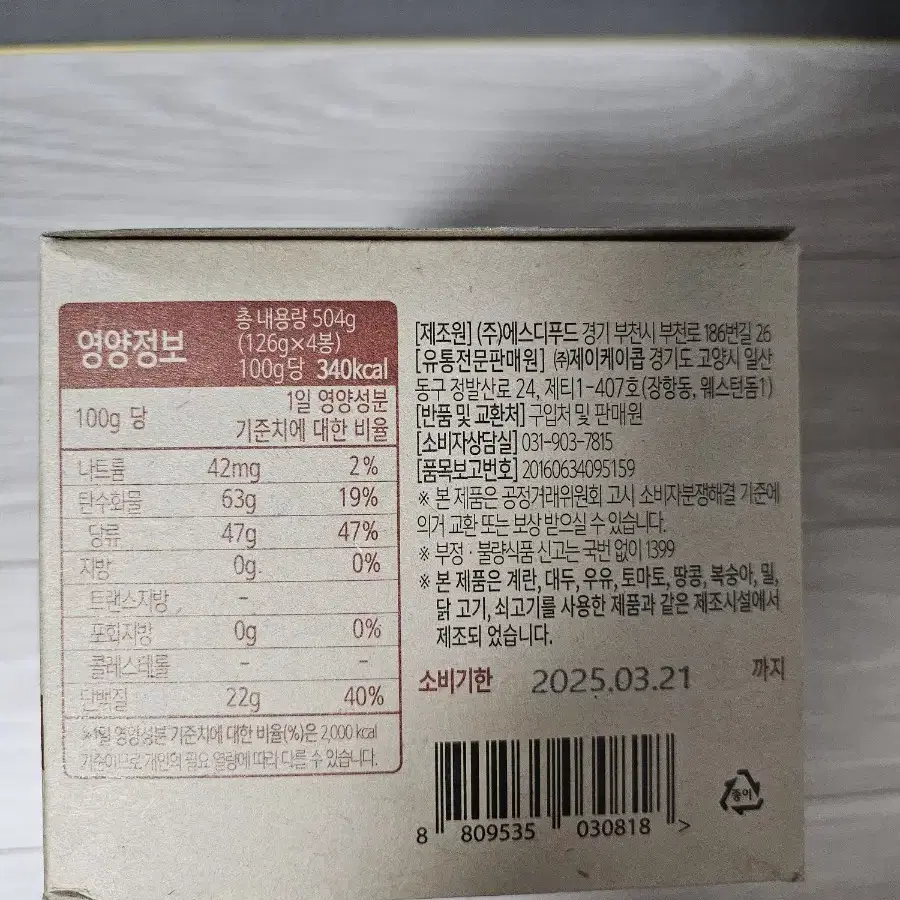 영양정보
총 내용량 504g
(126g×4봉)
100g당 340kcal
100g 당
1일 영양성분
기준치에 대한 비율
나트륨 42mg 2%
탄수화물 63g 19%
당류 47g 47%
지방 0g 0%
트랜스지방 -
포화지방 0g 0%
콜레스테롤 - -
단백질 22g 40%
※1일 영양성분 기준치에 대한 비율(%)은 2,000 kcal
기준이므로 개인의 필요 열량에 따라 다를 수 있습니다.
[제조원] (주)에스디푸드 경기 부천시 부천로 186번길 26
[유통전문판매원] ㈜제이케이콥 경기도 고양시 일산
동구 정발산로 24, 제티1-407호(장항동, 웨스턴돔1)
[반품 및 교환처] 구입처 및 판매원
[소비자상담실] 031-903-7815
[품목보고번호] 20160634095159
※ 본 제품은 공정거래위원회 고시 소비자분쟁해결 기준에
의거 교환 또는 보상 받으실 수 있습니다.
※ 부정 · 불량식품 신고는 국번 없이 1399
※ 본 제품은 계란, 대두, 우유, 토마토, 땅콩, 복숭아, 밀,
닭 고기, 쇠고기를 사용한 제품과 같은 제조시설에서
제조되 었습니다.
소비기한 2025.03.21 까지
8 809535 030818 >
종이